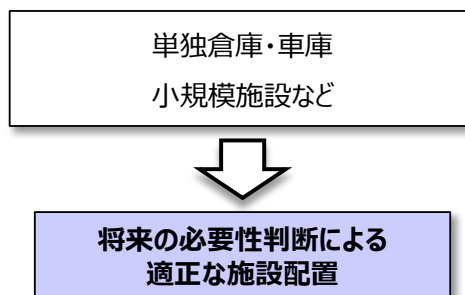 単独倉庫・車庫
小規模施設など
将来の必要性判断による
適正な施設配置